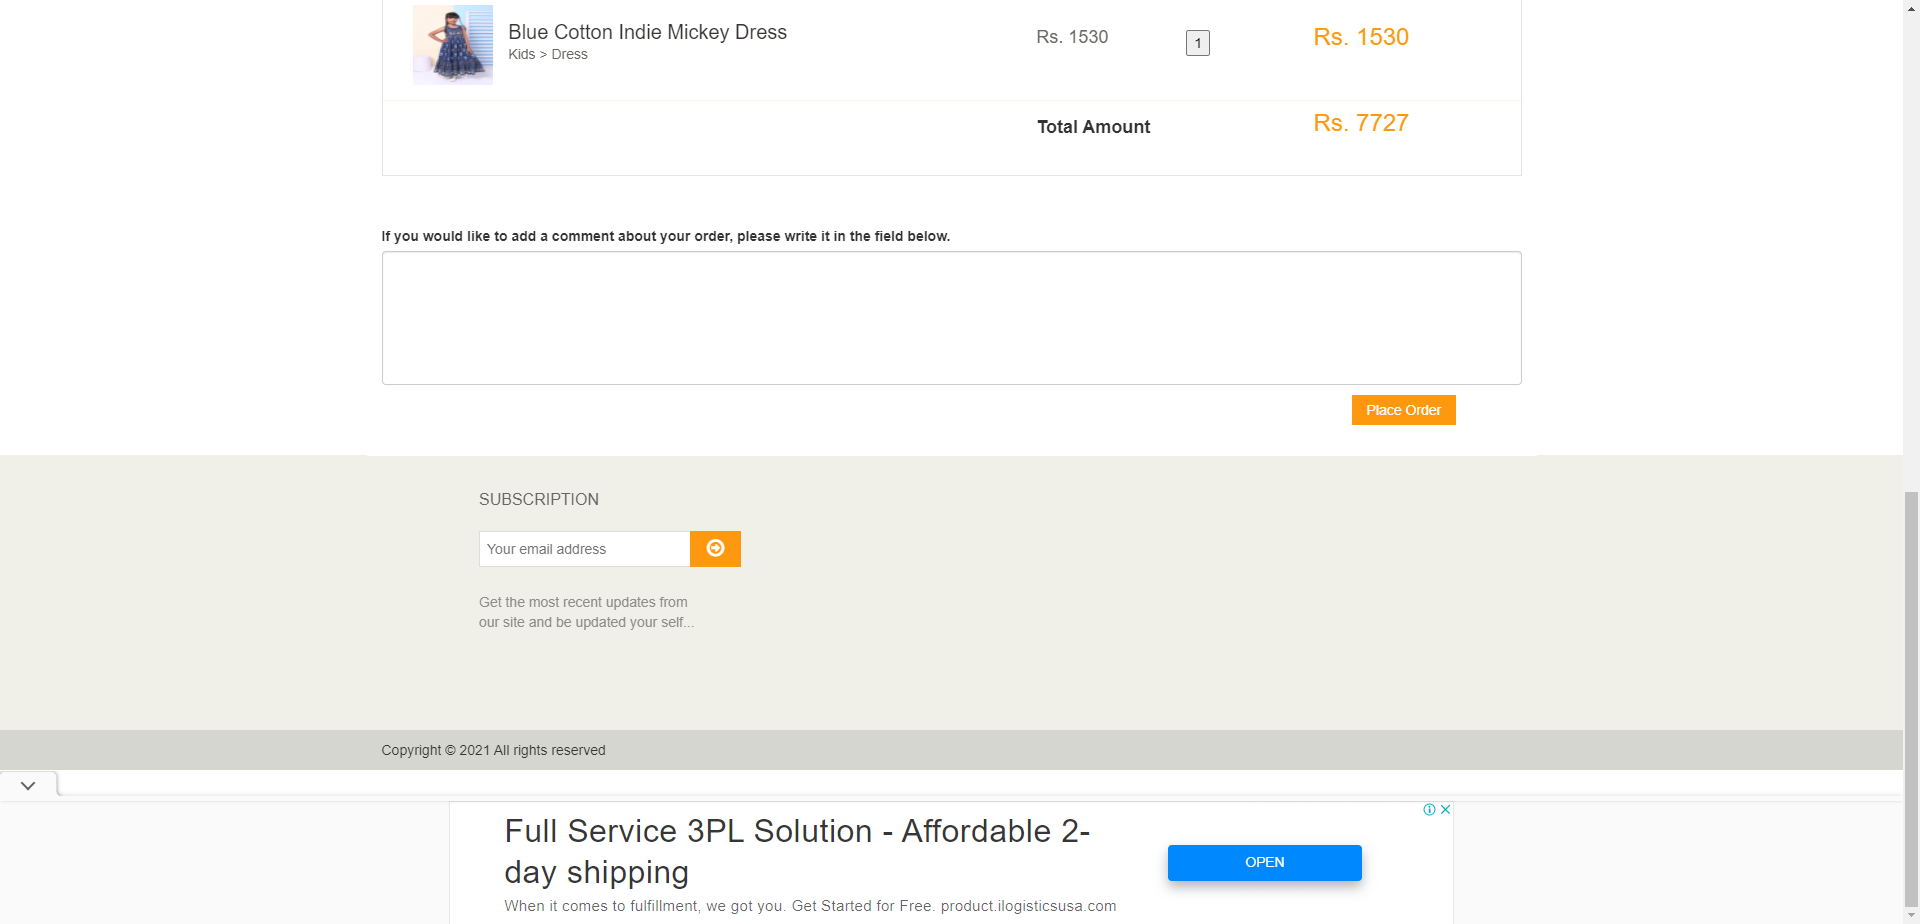 Blue Cotton Indie Mickey Dress
Kids > Dress
Rs. 1530
1
Rs. 1530
Total Amount
Rs. 7727
If you would like to add a comment about your order, please write it in the field below.
Place Order
SUBSCRIPTION
Your email address
Get the most recent updates from
our site and be updated your self...
Copyright © 2021 All rights reserved
Full Service 3PL Solution - Affordable 2-
day shipping
OPEN
When it comes to fulfillment, we got you. Get Started for Free. product.ilogisticsusa.com